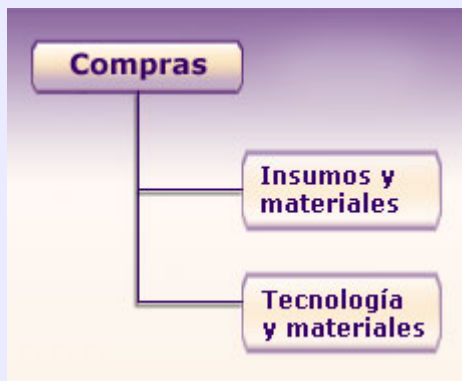 Compras
Insumos y
materiales
Tecnología
y materiales